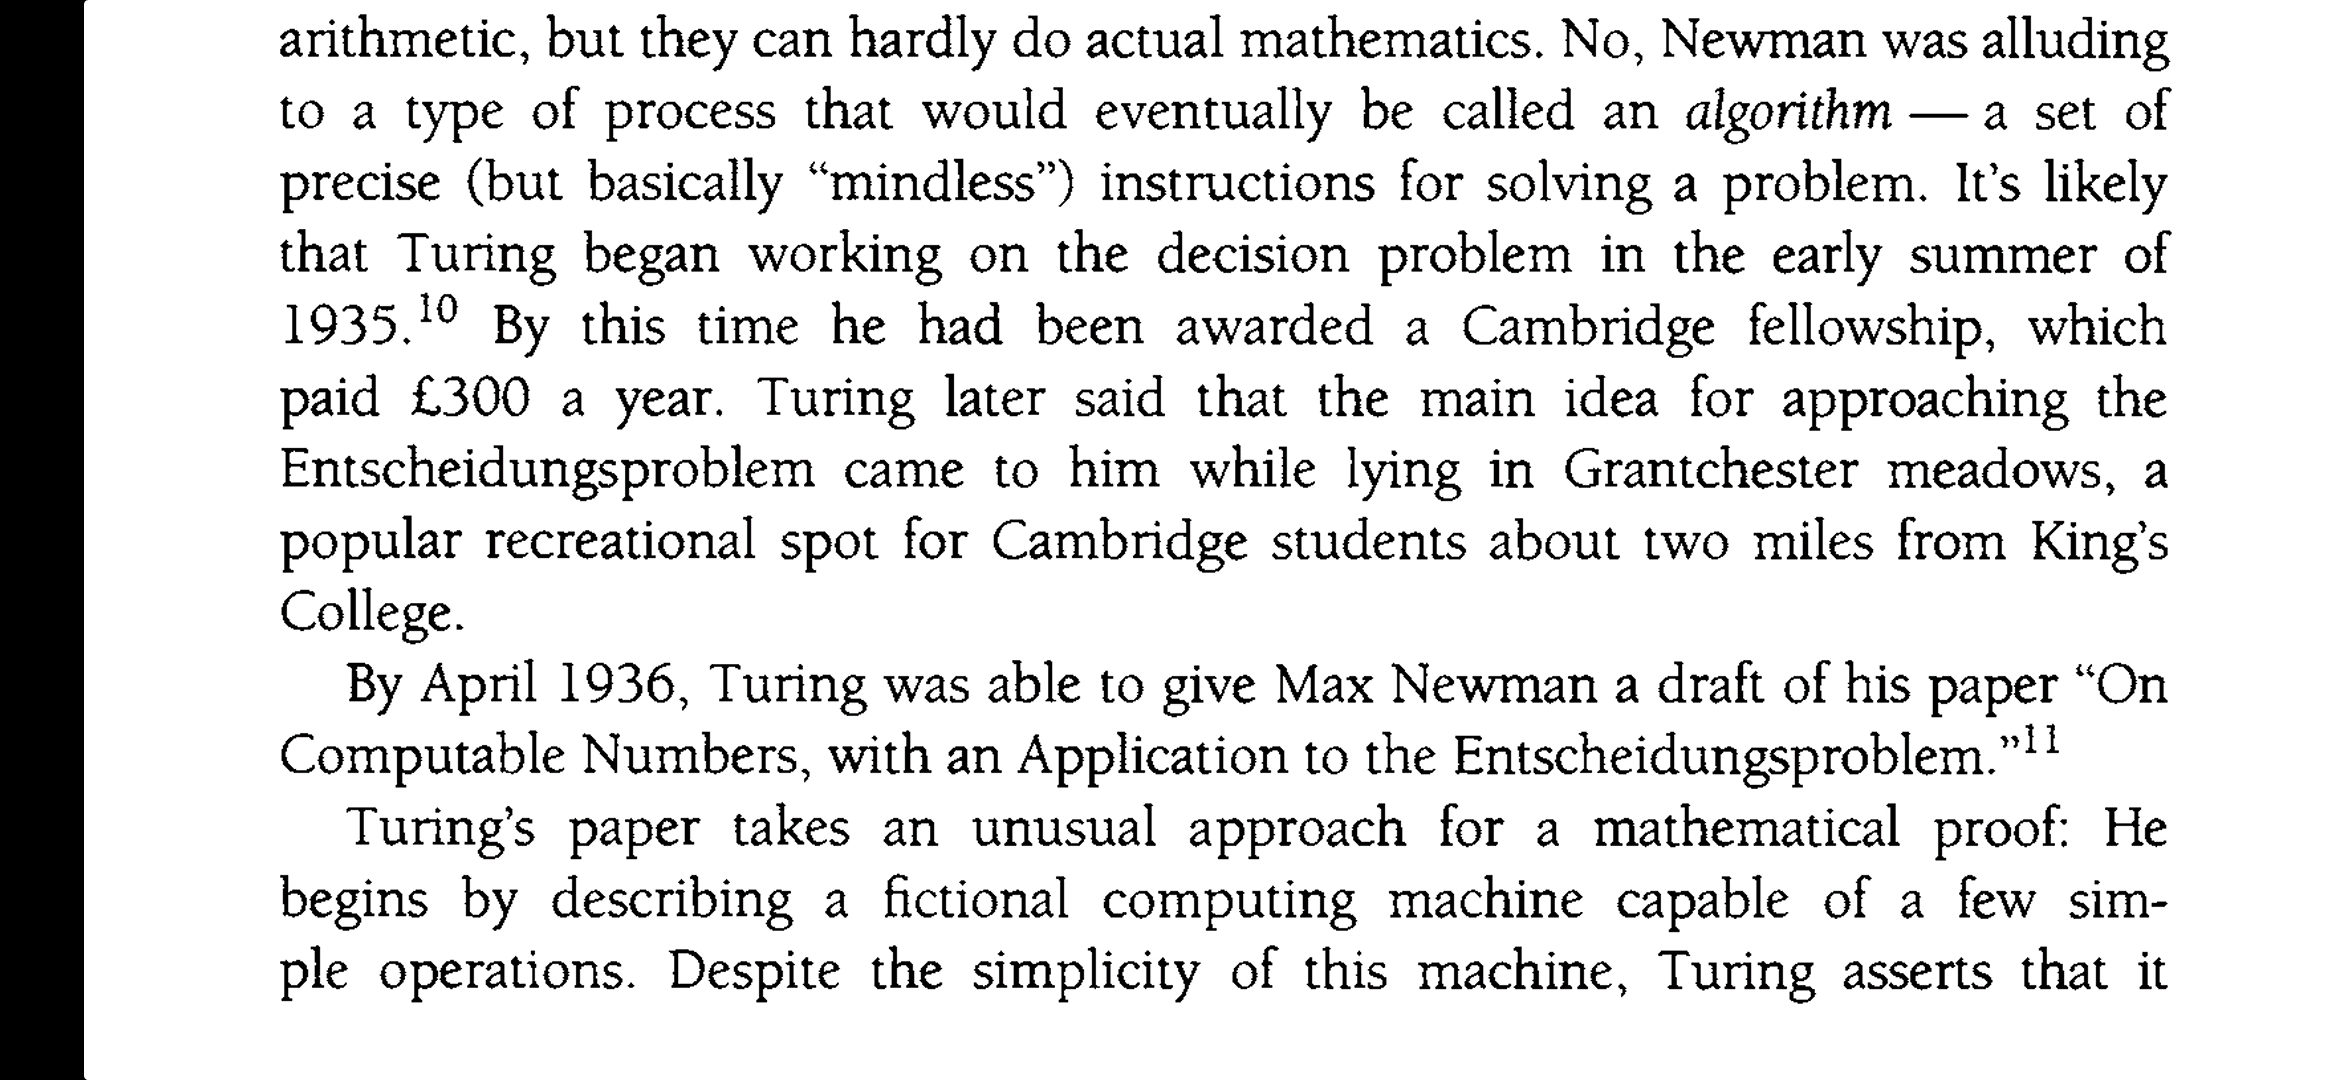 arithmetic, but they can hardly do actual mathematics. No, Newman was alluding
to a type of process that would eventually be called an algorithm — a set of
precise (but basically “mindless”) instructions for solving a problem. It’s likely
that Turing began working on the decision problem in the early summer of
1935.10 By this time he had been awarded a Cambridge fellowship, which
paid £300 a year. Turing later said that the main idea for approaching the
Entscheidungsproblem came to him while lying in Grantchester meadows, a
popular recreational spot for Cambridge students about two miles from King’s
College.
By April 1936, Turing was able to give Max Newman a draft of his paper “On
Computable Numbers, with an Application to the Entscheidungsproblem.”11
Turing’s paper takes an unusual approach for a mathematical proof: He
begins by describing a fictional computing machine capable of a few sim-
ple operations. Despite the simplicity of this machine, Turing asserts that it